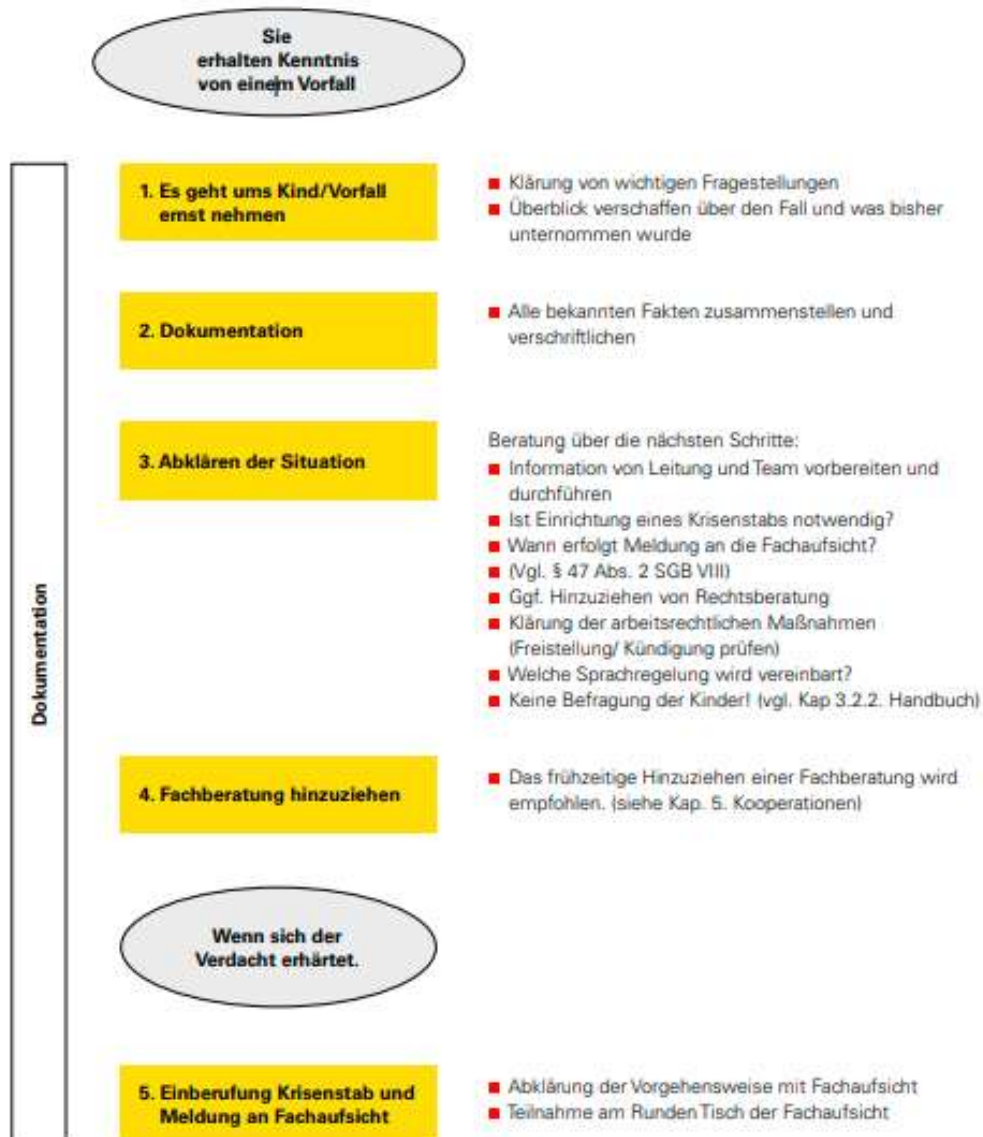 Sie
erhalten Kenntnis
von einem Vorfall
Dokumentation
1. Es geht ums Kind/Vorfall
ernst nehmen
■ Klärung von wichtigen Fragestellungen
■ Überblick verschaffen über den Fall und was bisher
unternommen wurde
2. Dokumentation
■ Alle bekannten Fakten zusammenstellen und
verschriftlichen
3. Abklären der Situation
Beratung über die nächsten Schritte:
■ Information von Leitung und Team vorbereiten und
durchführen
■ Ist Einrichtung eines Krisenstabs notwendig?
■ Wann erfolgt Meldung an die Fachaufsicht?
■ (Vgl. § 47 Abs. 2 SGB VIII)
■ Ggf. Hinzuziehen von Rechtsberatung
■ Klärung der arbeitsrechtlichen Maßnahmen
(Freistellung/ Kündigung prüfen)
■ Welche Sprachregelung wird vereinbart?
■ Keine Befragung der Kinder! (vgl. Kap 3.2.2. Handbuch)
4. Fachberatung hinzuziehen
■ Das frühzeitige Hinzuziehen einer Fachberatung wird
empfohlen. (siehe Kap. 5. Kooperationen)
Wenn sich der
Verdacht erhärtet.
5. Einberufung Krisenstab und
Meldung an Fachaufsicht
■ Abklärung der Vorgehensweise mit Fachaufsicht
■ Teilnahme am Runden Tisch der Fachaufsicht